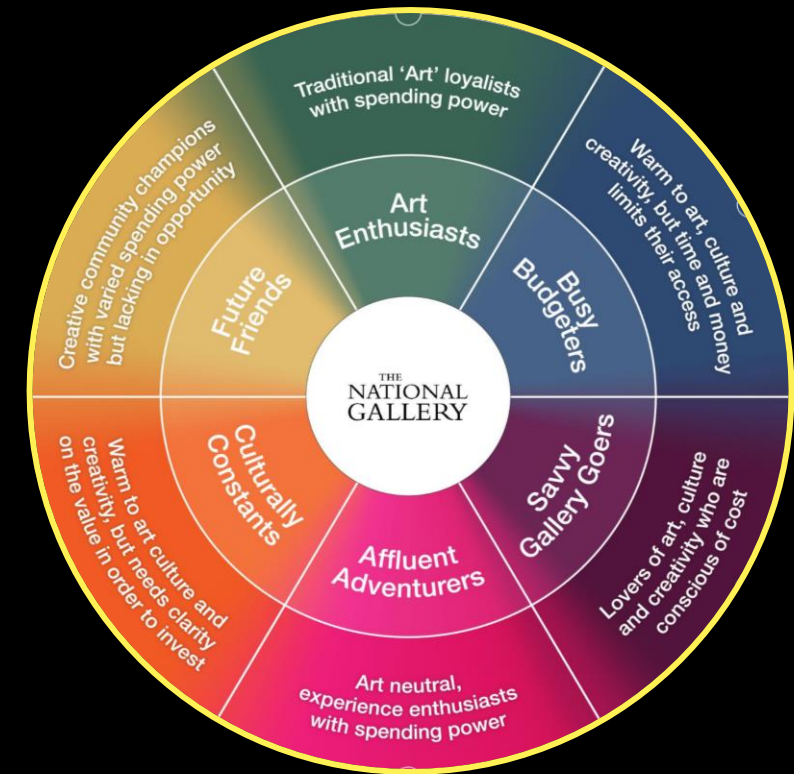 Traditional ‘Art’ loyalists
with spending power
Art
Enthusiasts
Warm to art, culture and
creativity, but time and money
limits their access
Busy
Budgeters
Lovers of art, culture
and creativity who are
conscious of cost
Savvy
Gallery Goers
Art neutral,
experience enthusiasts
with spending power
Affluent
Adventurers
Warm to art culture and
creativity, but needs clarity
on the value in order to invest
Culturally
Constants
Creative community champions
with varied spending power
but lacking in opportunity
Future
Friends
THE
NATIONAL
GALLERY